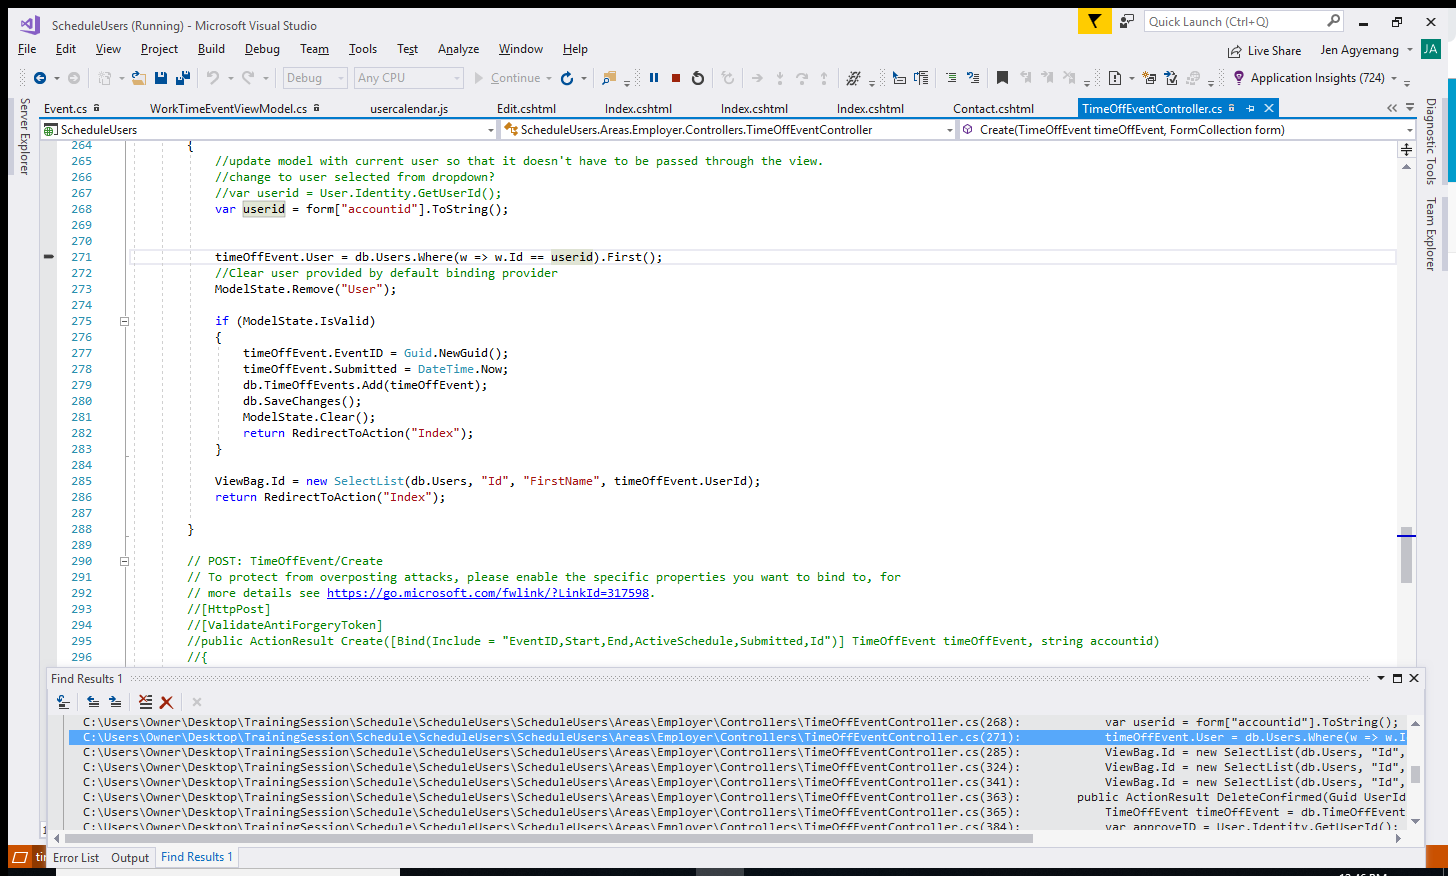 ScheduleUsers (Running) - Microsoft Visual Studio
Quick Launch (Ctrl+Q)
File Edit View Project Build Debug Team Tools Test Analyze Window Help
Live Share Jen Agyemang JA
Debug Any CPU Continue Application Insights (724)
Server Explorer
Event.cs WorkTimeEventViewModel.cs usercalendar.js Edit.cshtml Index.cshtml Index.cshtml Index.cshtml Contact.cshtml TimeOffEventController.cs
Diagnostic Tools
Team Explorer
ScheduleUsers ScheduleUsers.Areas.Employer.Controllers.TimeOffEventController Create(TimeOffEvent timeOffEvent, FormCollection form)
264 {
265 //update model with current user so that it doesn't have to be passed through the view.
266 //change to user selected from dropdown?
267 //var userid = User.Identity.GetUserId();
268 var userid = form["accountid"].ToString();
269
270
271 timeOffEvent.User = db.Users.Where(w => w.Id == userid).First();
272 //Clear user provided by default binding provider
273 ModelState.Remove("User");
274
275 if (ModelState.IsValid)
276 {
277 timeOffEvent.EventID = Guid.NewGuid();
278 timeOffEvent.Submitted = DateTime.Now;
279 db.TimeOffEvents.Add(timeOffEvent);
280 db.SaveChanges();
281 ModelState.Clear();
282 return RedirectToAction("Index");
283 }
284
285 ViewBag.Id = new SelectList(db.Users, "Id", "FirstName", timeOffEvent.UserId);
286 return RedirectToAction("Index");
287
288 }
289
290 // POST: TimeOffEvent/Create
291 // To protect from overposting attacks, please enable the specific properties you want to bind to, for
292 // more details see https://go.microsoft.com/fwlink/?LinkId=317598.
293 //[HttpPost]
294 //[ValidateAntiForgeryToken]
295 //public ActionResult Create([Bind(Include = "EventID,Start,End,ActiveSchedule,Submitted,Id")] TimeOffEvent timeOffEvent, string accountid)
296 //{
Find Results 1
C:\Users\Owner\Desktop\TrainingSession\Schedule\ScheduleUsers\ScheduleUsers\Areas\Employer\Controllers\TimeOffEventController.cs(268): var userid = form["accountid"].ToString();
C:\Users\Owner\Desktop\TrainingSession\Schedule\ScheduleUsers\ScheduleUsers\Areas\Employer\Controllers\TimeOffEventController.cs(271): timeOffEvent.User = db.Users.Where(w => w.I
C:\Users\Owner\Desktop\TrainingSession\Schedule\ScheduleUsers\ScheduleUsers\Areas\Employer\Controllers\TimeOffEventController.cs(285): ViewBag.Id = new SelectList(db.Users, "Id",
C:\Users\Owner\Desktop\TrainingSession\Schedule\ScheduleUsers\ScheduleUsers\Areas\Employer\Controllers\TimeOffEventController.cs(324): ViewBag.Id = new SelectList(db.Users, "Id",
C:\Users\Owner\Desktop\TrainingSession\Schedule\ScheduleUsers\ScheduleUsers\Areas\Employer\Controllers\TimeOffEventController.cs(341): ViewBag.Id = new SelectList(db.Users, "Id",
C:\Users\Owner\Desktop\TrainingSession\Schedule\ScheduleUsers\ScheduleUsers\Areas\Employer\Controllers\TimeOffEventController.cs(363): public ActionResult DeleteConfirmed(Guid UserId
C:\Users\Owner\Desktop\TrainingSession\Schedule\ScheduleUsers\ScheduleUsers\Areas\Employer\Controllers\TimeOffEventController.cs(365): TimeOffEvent timeOffEvent = db.TimeOffEvent
C:\Users\Owner\Desktop\TrainingSession\Schedule\ScheduleUsers\ScheduleUsers\Areas\Employer\Controllers\TimeOffEventController.cs(384): var approveID = User.Identity.GetUserId();
Error List Output Find Results 1